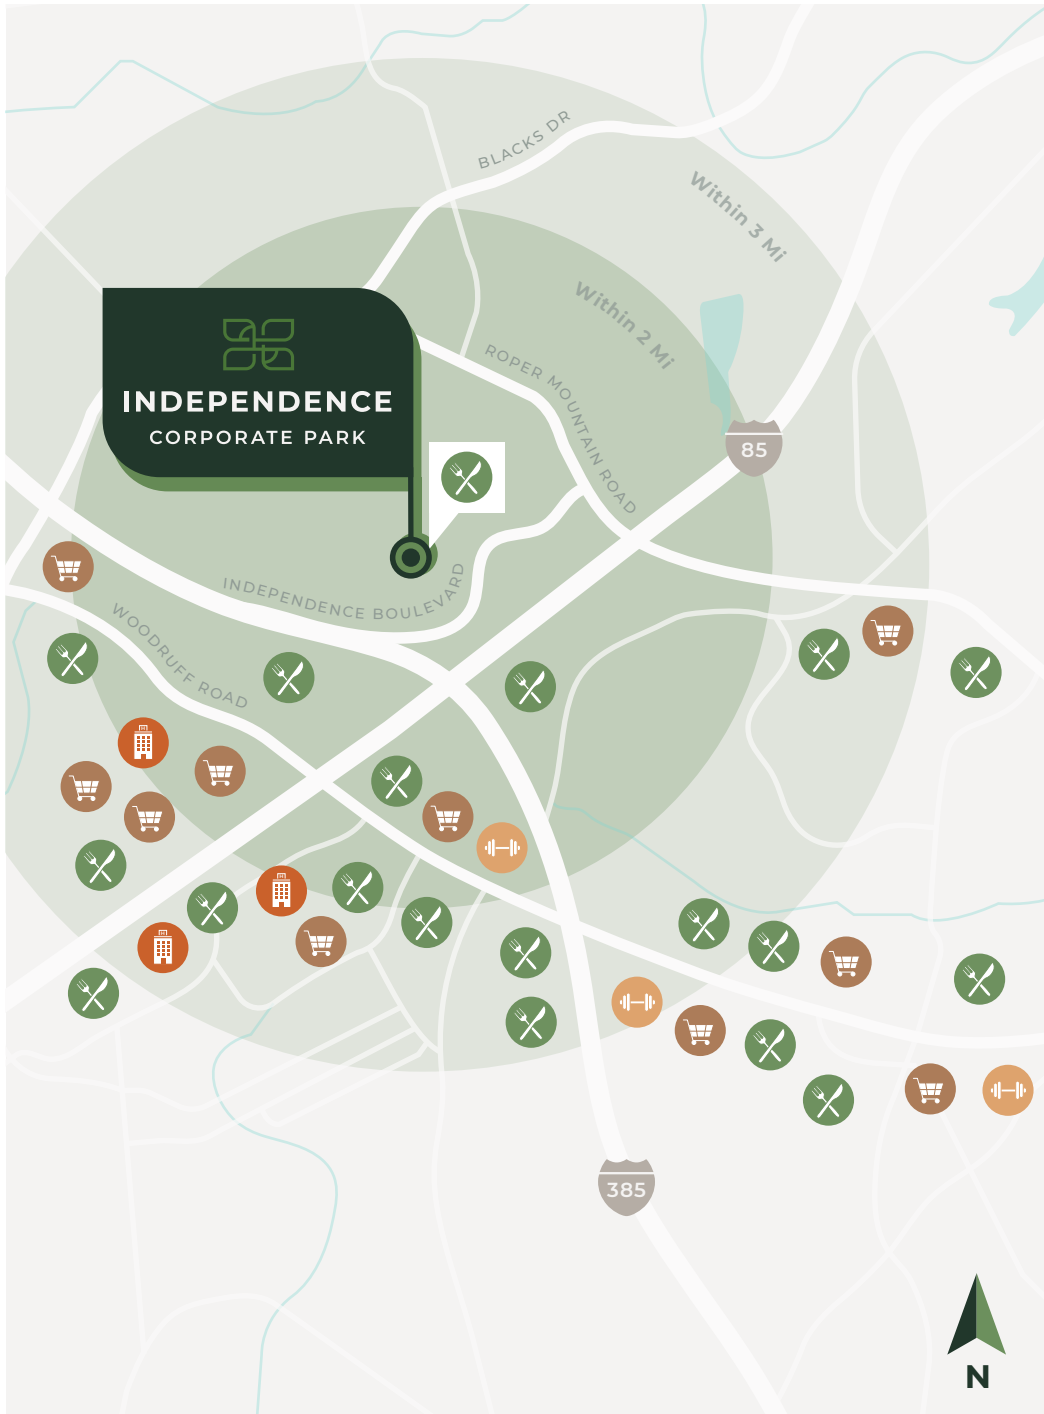 BLACKS DR
Within 3 Mi
Within 2 Mi
INDEPENDENCE
CORPORATE PARK
ROPER MOUNTAIN ROAD
85
INDEPENDENCE BOULEVARD
WOODRUFF ROAD
385
N